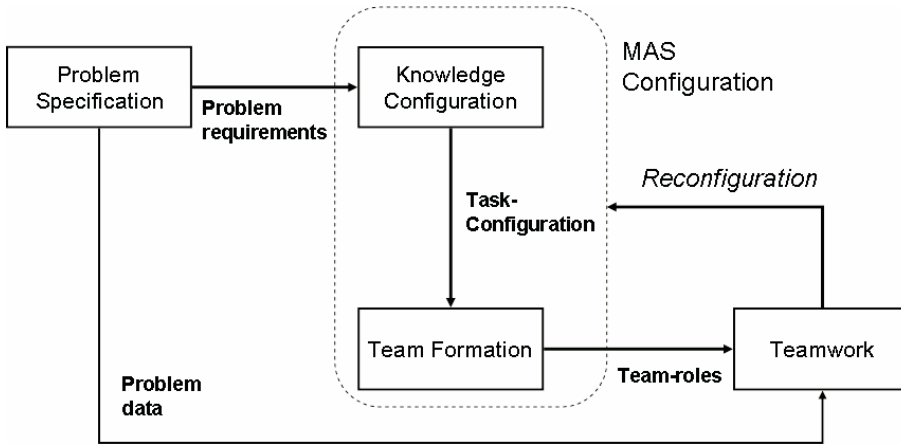 Problem
Specification
Problem
requirements
Knowledge
Configuration
MAS
Configuration
Task-
Configuration
Reconfiguration
Team Formation
Team-roles
Teamwork
Problem
data